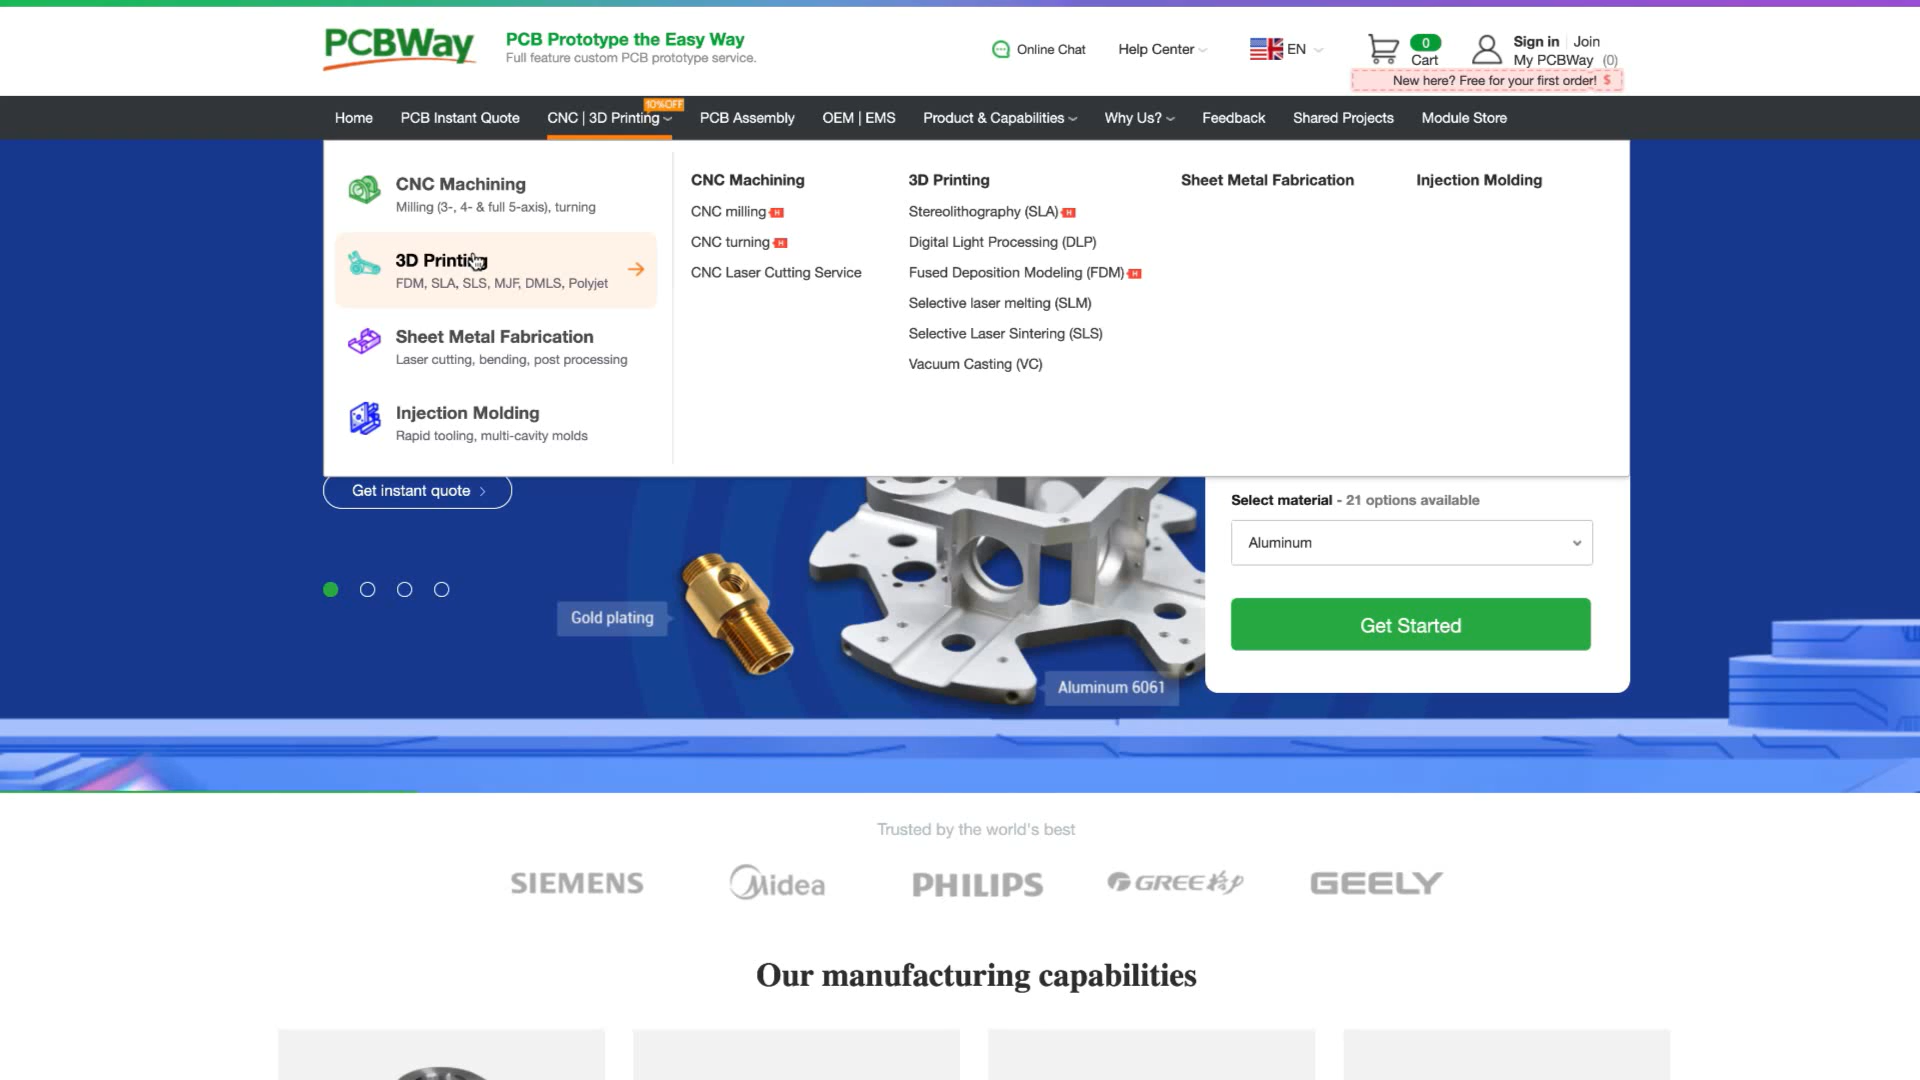 PCBWay
PCB Prototype the Easy Way
Full feature custom PCB prototype service.
Online Chat
Help Center
EN
0
Cart
Sign in
Join
My PCBWay (0)
New here? Free for your first order! $
10%OFF
Home
PCB Instant Quote
CNC | 3D Printing
PCB Assembly
OEM | EMS
Product & Capabilities
Why Us?
Feedback
Shared Projects
Module Store
CNC Machining
Milling (3-, 4- & full 5-axis), turning
3D Printing
FDM, SLA, SLS, MJF, DMLS, Polyjet
Sheet Metal Fabrication
Laser cutting, bending, post processing
Injection Molding
Rapid tooling, multi-cavity molds
CNC Machining
CNC milling H
CNC turning H
CNC Laser Cutting Service
3D Printing
Stereolithography (SLA) H
Digital Light Processing (DLP)
Fused Deposition Modeling (FDM) H
Selective laser melting (SLM)
Selective Laser Sintering (SLS)
Vacuum Casting (VC)
Sheet Metal Fabrication
Injection Molding
Get instant quote
Gold plating
Aluminum 6061
Select material - 21 options available
Aluminum
Get Started
Trusted by the world's best
SIEMENS
Midea
PHILIPS
GREE格力
GEELY
Our manufacturing capabilities